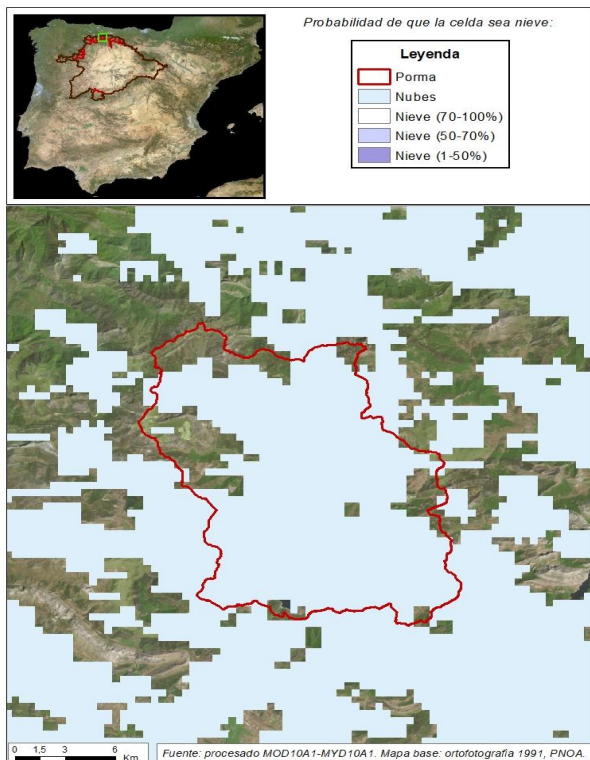 Probabilidad de que la celda sea nieve:
Leyenda
Porma
Nubes
Nieve (70-100%)
Nieve (50-70%)
Nieve (1-50%)
0 1,5 3 6
Km
Fuente: procesado MOD10A1-MYD10A1. Mapa base: ortofotografía 1991, PNOA.